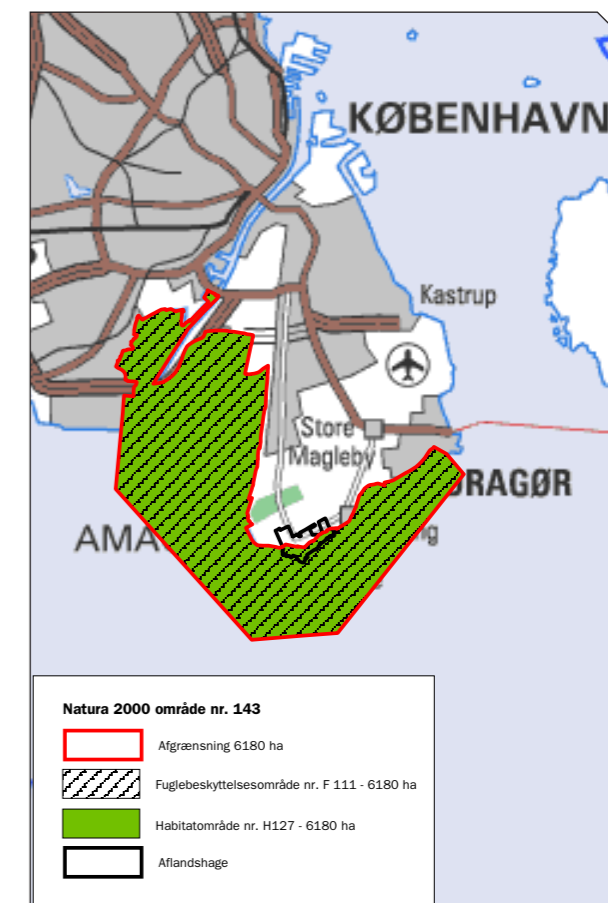 KØBENHAVN
Kastrup
Store
Magleby
RAGØR
AMA
Natura 2000 område nr. 143
Afgrænsning 6180 ha
Fuglebeskyttelsesområde nr. F 111 - 6180 ha
Habitatområde nr. H127 - 6180 ha
Aflandshage